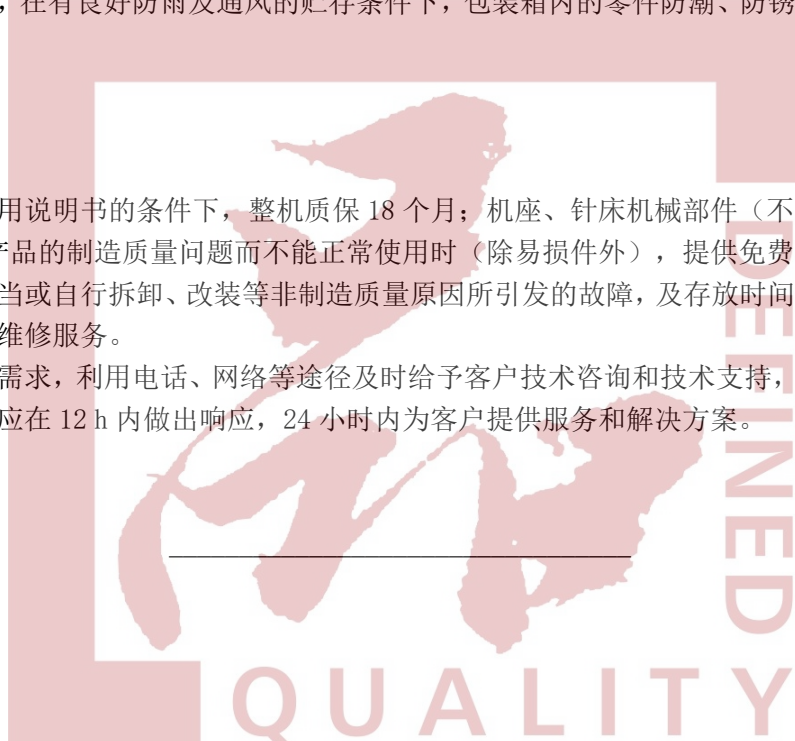 ，在有良好防雨及通风的贮存条件下，包装箱内的零件防潮、防锈
用说明书的条件下，整机质保 18 个月；机座、针床机械部件（不
产品的制造质量问题而不能正常使用时（除易损件外），提供免费
当或自行拆卸、改装等非制造质量原因所引发的故障，及存放时间
维修服务。
需求，利用电话、网络等途径及时给予客户技术咨询和技术支持，
应在 12 h 内做出响应，24 小时内为客户提供服务和解决方案。
DEFINED
QUALITY